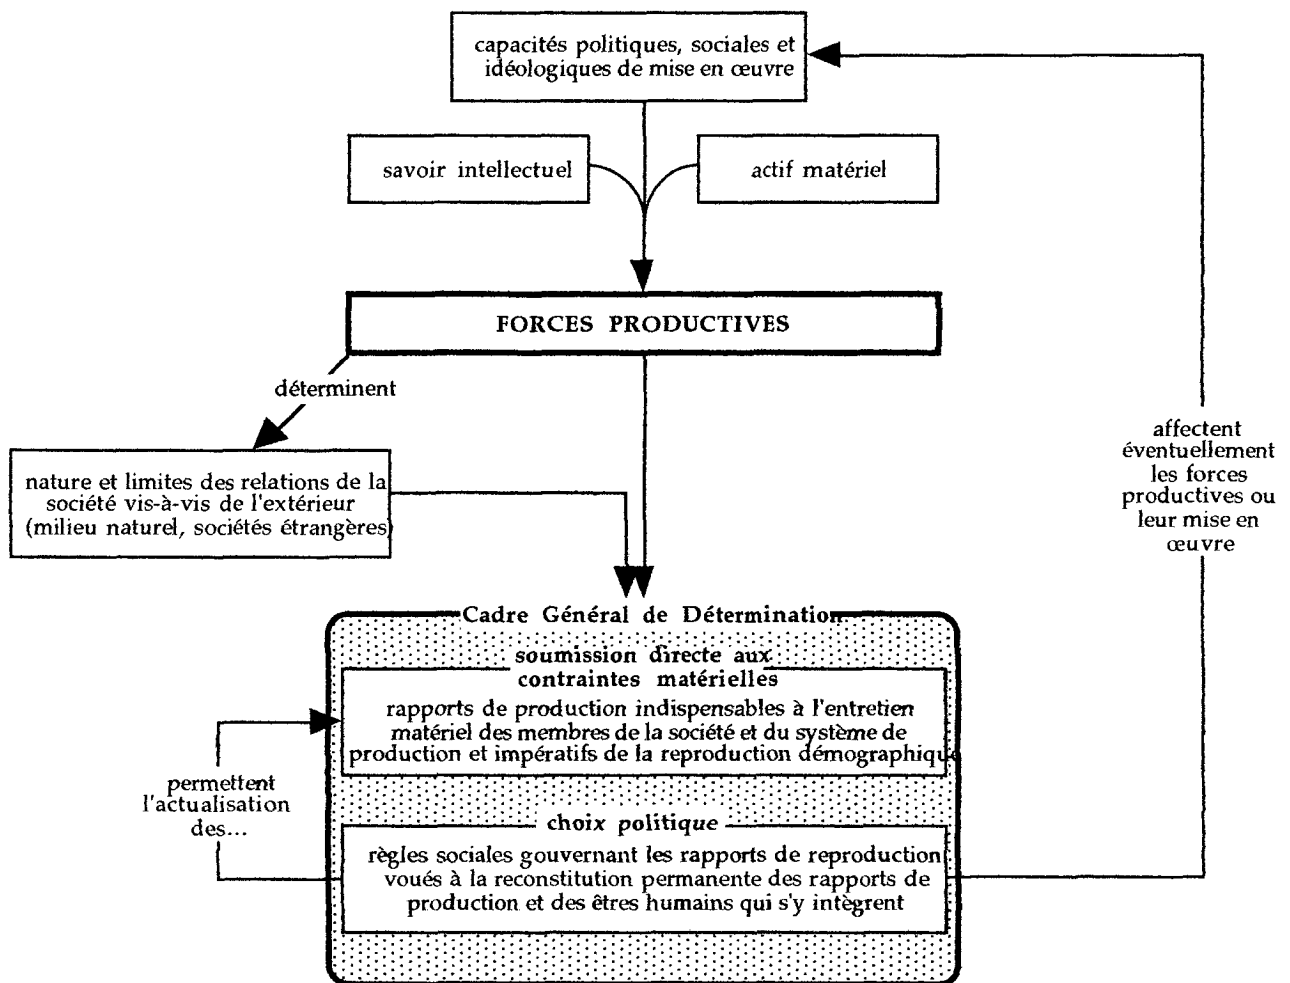 capacités politiques, sociales et
idéologiques de mise en œuvre
savoir intellectuel
actif matériel
FORCES PRODUCTIVES
déterminent
nature et limites des relations de la
société vis-à-vis de l'extérieur
(milieu naturel, sociétés étrangères)
affectent
éventuellement
les forces
productives ou
leur mise en
œuvre
Cadre Général de Détermination
soumission directe aux
contraintes matérielles
rapports de production indispensables à l'entretien
matériel des membres de la société et du système de
production et impératifs de la reproduction démographique
permettent
l'actualisation
des...
choix politique
règles sociales gouvernant les rapports de reproduction
voués à la reconstitution permanente des rapports de
production et des êtres humains qui s'y intègrent